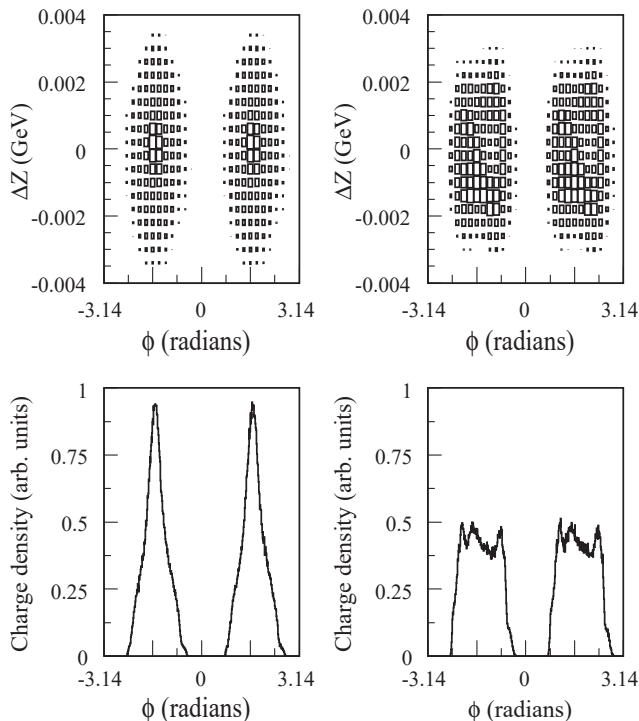 0.004
0.002
0
-0.002
-0.004
ΔZ (GeV)
-3.14 0 3.14
ϕ (radians)
0.004
0.002
0
-0.002
-0.004
ΔZ (GeV)
-3.14 0 3.14
ϕ (radians)
1
0.75
0.5
0.25
0
Charge density (arb. units)
-3.14 0 3.14
ϕ (radians)
1
0.75
0.5
0.25
0
Charge density (arb. units)
-3.14 0 3.14
ϕ (radians)